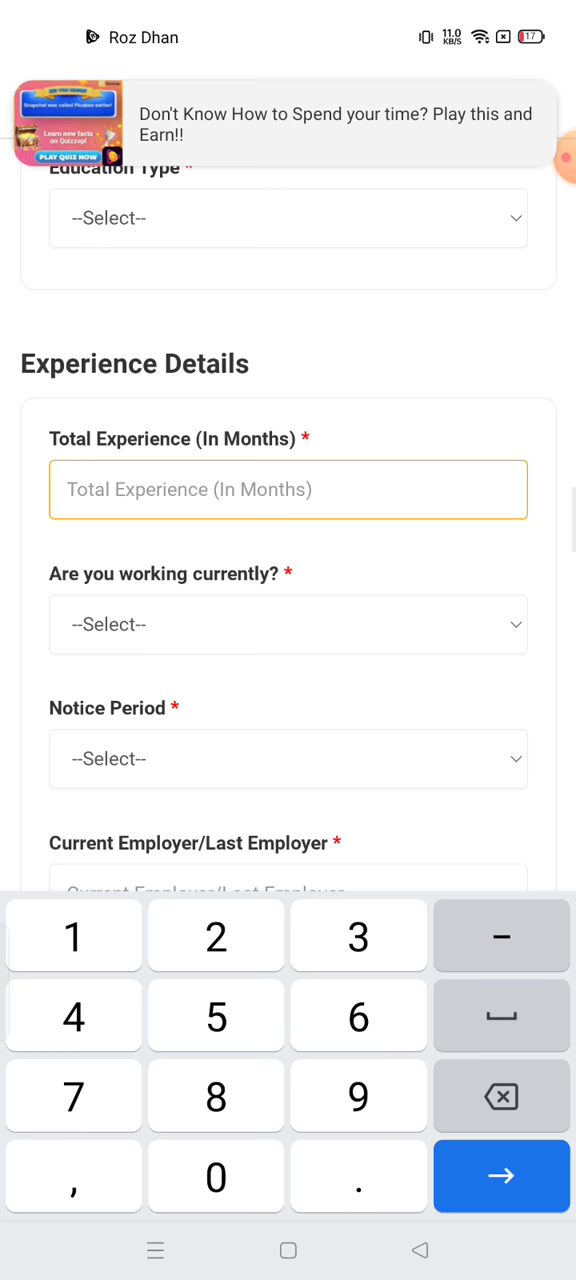 Roz Dhan
11.0
KB/S
17
Snapchat was called Picaboo earlier!
Learn new facts
on Quizzop!
PLAY QUIZ NOW
Don't Know How to Spend your time? Play this and
Earn!!
Education Type *
--Select--
Experience Details
Total Experience (In Months) *
Total Experience (In Months)
Are you working currently? *
--Select--
Notice Period *
--Select--
Current Employer/Last Employer *
Current Employer/Last Employer
1 2 3 –
4 5 6
7 8 9
, 0 .